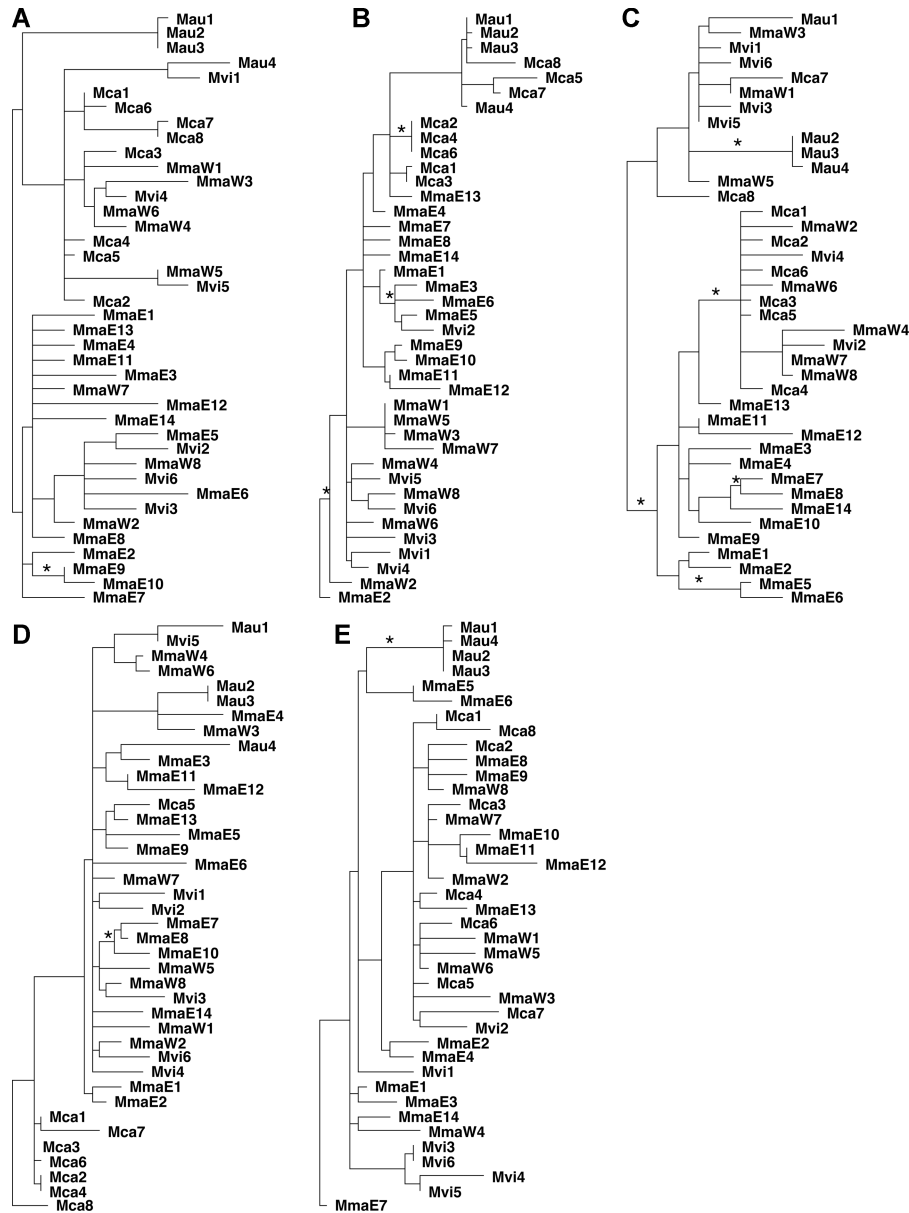 A
Mau1
Mau2
Mau3
Mau4
Mvi1
Mca1
Mca6
Mca7
Mca8
Mca3
MmaW1
MmaW3
Mvi4
MmaW6
MmaW4
Mca4
Mca5
MmaW5
Mvi5
Mca2
MmaE1
MmaE13
MmaE4
MmaE11
MmaE3
MmaW7
MmaE12
MmaE14
MmaE5
Mvi2
MmaW8
Mvi6
MmaE6
Mvi3
MmaW2
MmaE8
MmaE2
*
MmaE9
MmaE10
MmaE7
B
Mau1
Mau2
Mau3
Mca8
Mca5
Mca7
Mau4
Mca2
*
Mca4
Mca6
Mca1
Mca3
MmaE13
MmaE4
MmaE7
MmaE8
MmaE14
MmaE1
MmaE3
*
MmaE6
MmaE5
Mvi2
MmaE9
MmaE10
MmaE11
MmaE12
MmaW1
MmaW5
MmaW3
MmaW7
MmaW4
Mvi5
*
MmaW8
Mvi6
MmaW6
Mvi3
Mvi1
Mvi4
MmaW2
MmaE2
C
Mau1
MmaW3
Mvi1
Mvi6
Mca7
MmaW1
Mvi3
Mvi5
Mau2
*
Mau3
Mau4
MmaW5
Mca8
Mca1
MmaW2
Mca2
Mvi4
Mca6
MmaW6
*
Mca3
Mca5
MmaW4
Mvi2
MmaW7
MmaW8
Mca4
MmaE13
MmaE11
MmaE12
MmaE3
MmaE4
*
MmaE7
MmaE8
*
MmaE14
MmaE10
MmaE9
MmaE1
MmaE2
*
MmaE5
MmaE6
D
Mau1
Mvi5
MmaW4
MmaW6
Mau2
Mau3
MmaE4
MmaW3
Mau4
MmaE3
MmaE11
MmaE12
Mca5
MmaE13
MmaE5
MmaE9
MmaE6
MmaW7
Mvi1
Mvi2
MmaE7
*
MmaE8
MmaE10
MmaW5
MmaW8
Mvi3
MmaE14
MmaW1
MmaW2
Mvi6
Mvi4
MmaE1
MmaE2
Mca1
Mca7
Mca3
Mca6
Mca2
Mca4
Mca8
E
Mau1
*
Mau4
Mau2
Mau3
MmaE5
MmaE6
Mca1
Mca8
Mca2
MmaE8
MmaE9
MmaW8
Mca3
MmaW7
MmaE10
MmaE11
MmaE12
MmaW2
Mca4
MmaE13
Mca6
MmaW1
MmaW5
MmaW6
Mca5
MmaW3
Mca7
Mvi2
MmaE2
MmaE4
Mvi1
MmaE1
MmaE3
MmaE14
MmaW4
Mvi3
Mvi6
Mvi4
Mvi5
MmaE7